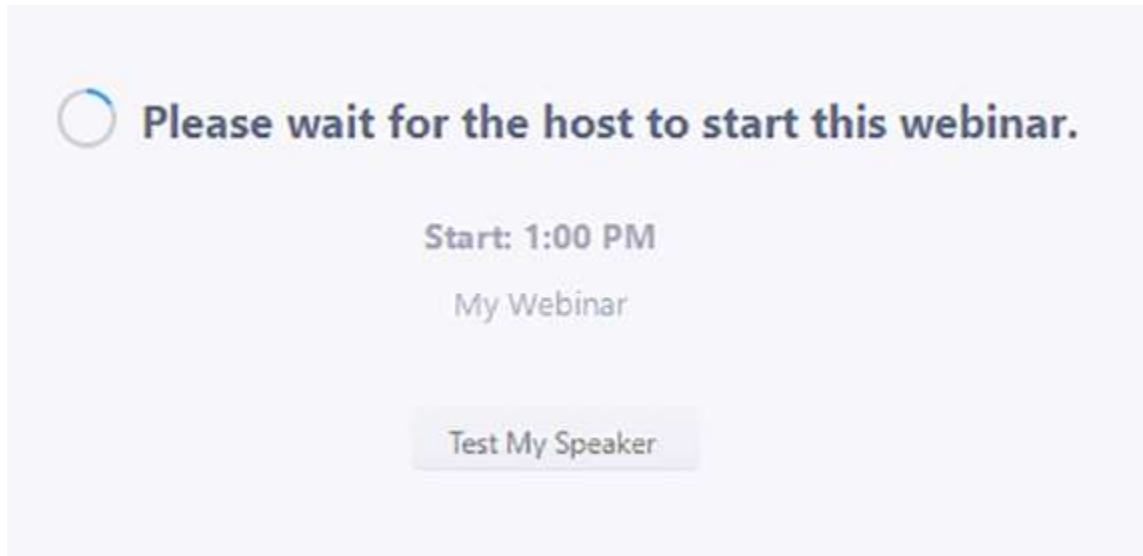 Please wait for the host to start this webinar.
Start: 1:00 PM
My Webinar
Test My Speaker